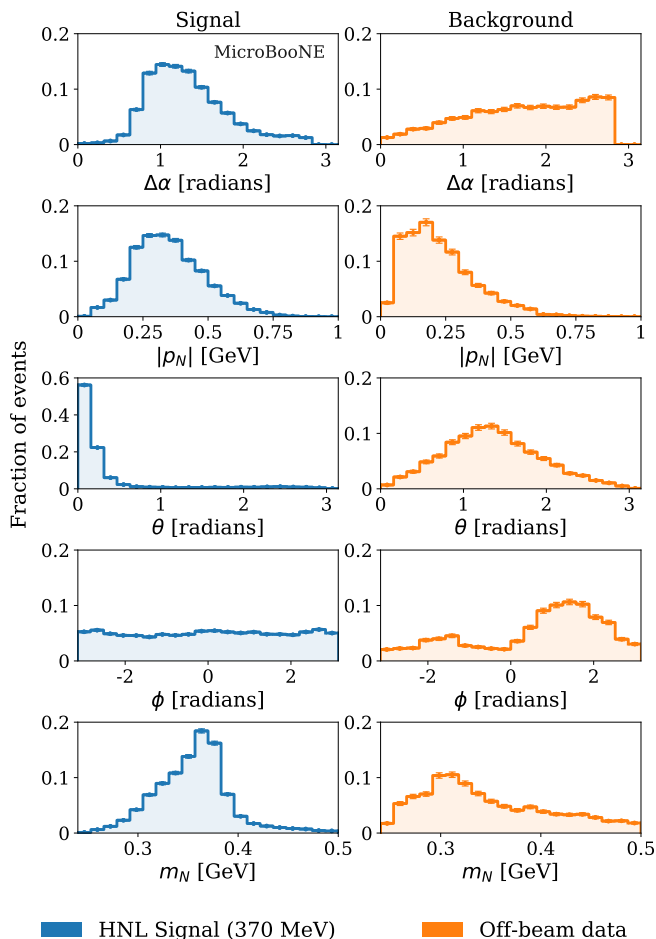 Signal Background
MicroBooNE
0.2
0.1
0
0 1 2 3
Δα [radians]
0.2
0.1
0
0 1 2 3
Δα [radians]
0.2
0.1
0
0 0.25 0.5 0.75 1
|p_N| [GeV]
0.2
0.1
0
0 0.25 0.5 0.75 1
|p_N| [GeV]
Fraction of events
0.6
0.4
0.2
0
0 1 2 3
θ [radians]
0.2
0.1
0
0 1 2 3
θ [radians]
0.2
0.1
0
-2 0 2
ϕ [radians]
0.2
0.1
0
-2 0 2
ϕ [radians]
0.2
0.1
0
0.3 0.4 0.5
m_N [GeV]
0.2
0.1
0
0.3 0.4 0.5
m_N [GeV]
HNL Signal (370 MeV) Off-beam data